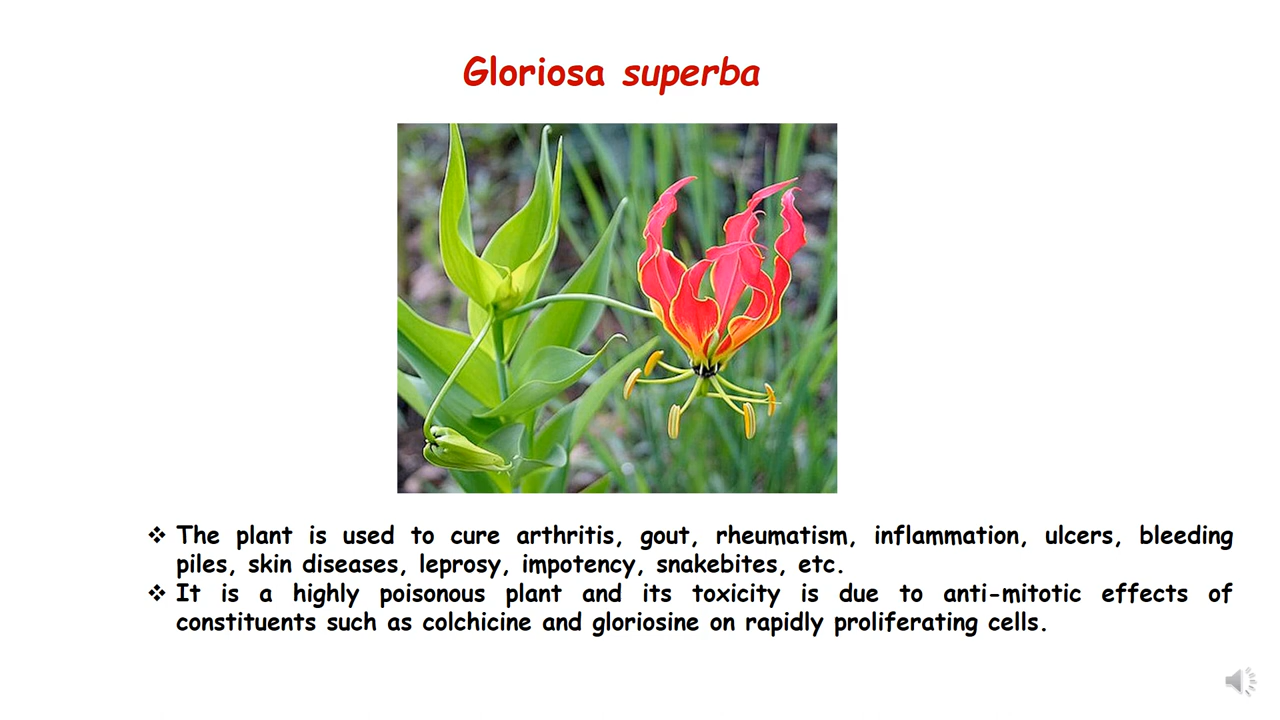 Gloriosa superba
❖ The plant is used to cure arthritis, gout, rheumatism, inflammation, ulcers, bleeding
piles, skin diseases, leprosy, impotency, snakebites, etc.
❖ It is a highly poisonous plant and its toxicity is due to anti-mitotic effects of
constituents such as colchicine and gloriosine on rapidly proliferating cells.